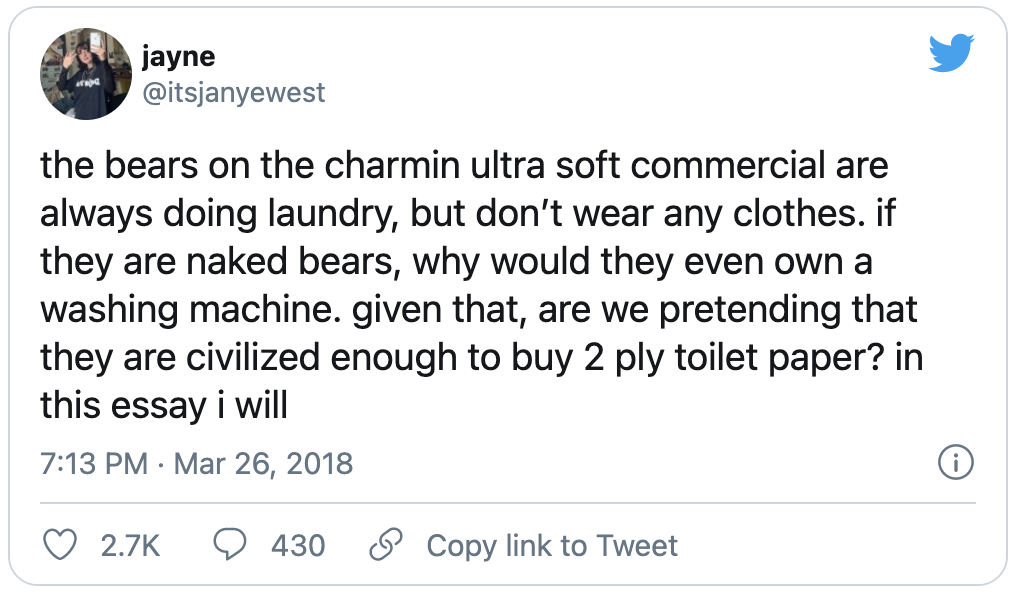 jayne
@itsjanyewest
the bears on the charmin ultra soft commercial are
always doing laundry, but don’t wear any clothes. if
they are naked bears, why would they even own a
washing machine. given that, are we pretending that
they are civilized enough to buy 2 ply toilet paper? in
this essay i will
7:13 PM · Mar 26, 2018
2.7K 430 Copy link to Tweet